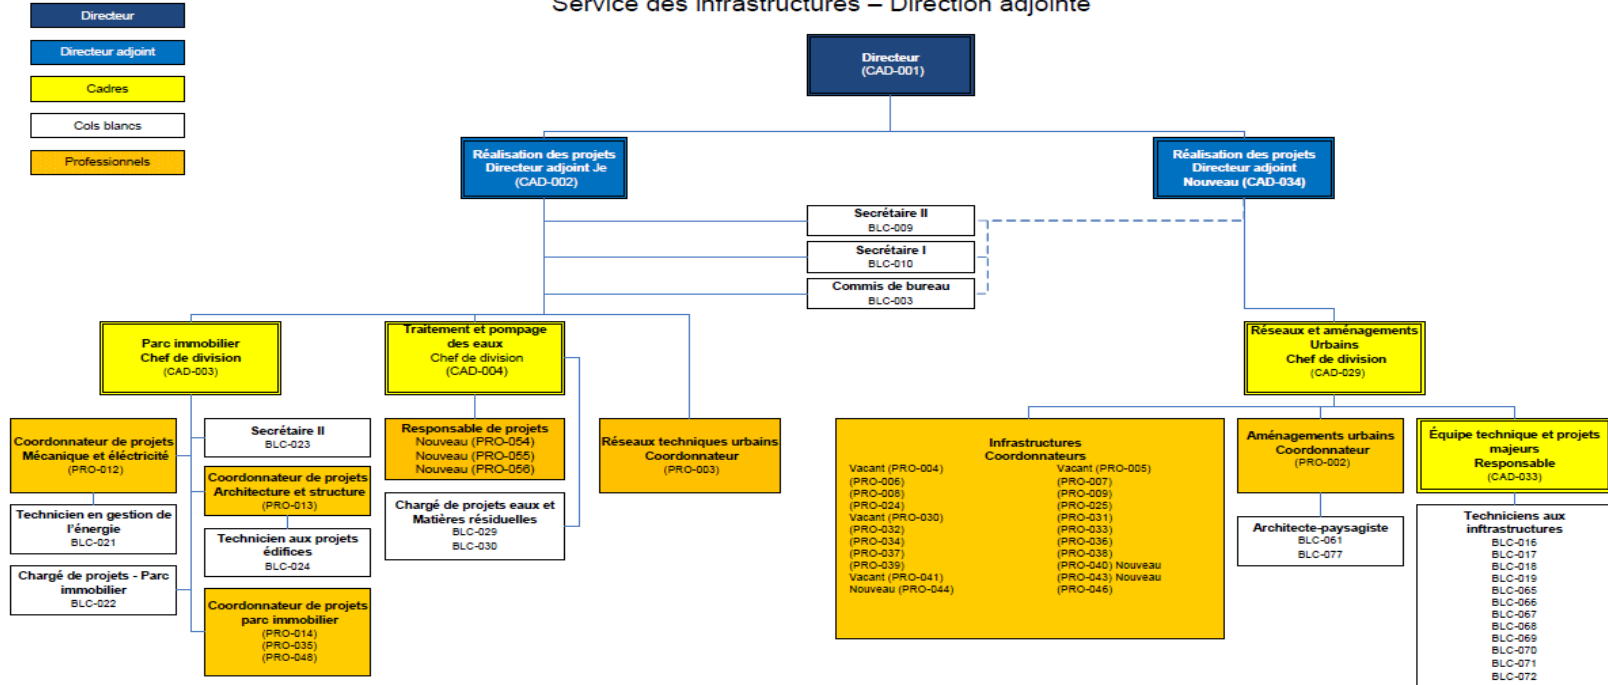 Service des infrastructures – Direction adjointe
Directeur
Directeur adjoint
Cadres
Cols blancs
Professionnels
Directeur
(CAD-001)
Réalisation des projets
Directeur adjoint Je
(CAD-002)
Réalisation des projets
Directeur adjoint
Nouveau (CAD-034)
Secrétaire II
BLC-009
Secrétaire I
BLC-010
Commis de bureau
BLC-003
Parc immobilier
Chef de division
(CAD-003)
Traitement et pompage
des eaux
Chef de division
(CAD-004)
Réseaux et aménagements
Urbains
Chef de division
(CAD-029)
Coordonnateur de projets
Mécanique et éléctricité
(PRO-012)
Technicien en gestion de
l'énergie
BLC-021
Chargé de projets - Parc
immobilier
BLC-022
Secrétaire II
BLC-023
Coordonnateur de projets
Architecture et structure
(PRO-013)
Technicien aux projets
édifices
BLC-024
Coordonnateur de projets
parc immobilier
(PRO-014)
(PRO-035)
(PRO-048)
Responsable de projets
Nouveau (PRO-054)
Nouveau (PRO-055)
Nouveau (PRO-056)
Chargé de projets eaux et
Matières résiduelles
BLC-029
BLC-030
Réseaux techniques urbains
Coordonnateur
(PRO-003)
Infrastructures
Coordonnateurs
Vacant (PRO-004)
(PRO-006)
(PRO-008)
(PRO-024)
Vacant (PRO-030)
(PRO-032)
(PRO-034)
(PRO-037)
(PRO-039)
Vacant (PRO-041)
Nouveau (PRO-044)
Vacant (PRO-005)
(PRO-007)
(PRO-009)
(PRO-025)
(PRO-031)
(PRO-033)
(PRO-036)
(PRO-038)
(PRO-040) Nouveau
(PRO-043) Nouveau
(PRO-046)
Aménagements urbains
Coordonnateur
(PRO-002)
Architecte-paysagiste
BLC-061
BLC-077
Équipe technique et projets
majeurs
Responsable
(CAD-033)
Techniciens aux
inftrastructures
BLC-016
BLC-017
BLC-018
BLC-019
BLC-065
BLC-066
BLC-067
BLC-068
BLC-069
BLC-070
BLC-071
BLC-072